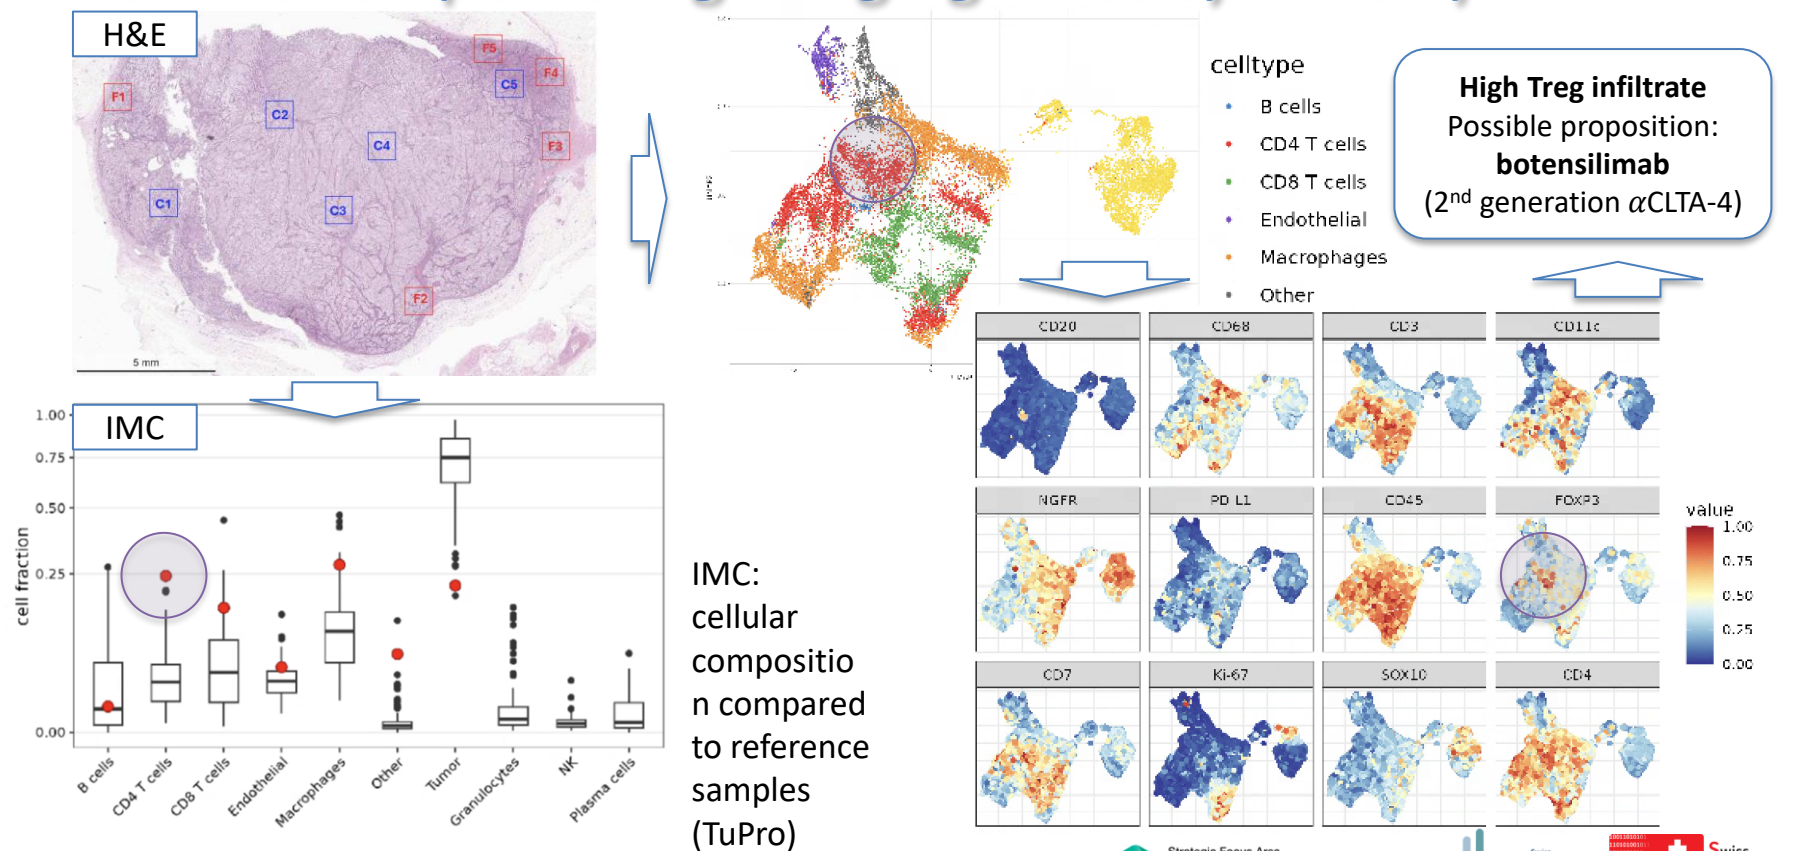 H&E
F1
F5
F4
C5
C2
C4
F3
C1
C3
F2
5 mm
celltype
B cells
CD4 T cells
CD8 T cells
Endothelial
Macrophages
Other
High Treg infiltrate
Possible proposition:
botensilimab
(2nd generation αCLTA-4)
IMC
cell fraction
1.00
0.75
0.50
0.25
0.00
B cells
CD4 T cells
CD8 T cells
Endothelial
Macrophages
Other
Tumor
Granulocytes
NK
Plasma cells
IMC:
cellular
compositio
n compared
to reference
samples
(TuPro)
CD20
CD68
CD3
CD11c
NGFR
PD L1
CD45
FOXP3
CD7
Ki-67
SOX10
CD4
value
1.00
0.75
0.50
0.25
0.00
Strategic Focus Area
Swiss